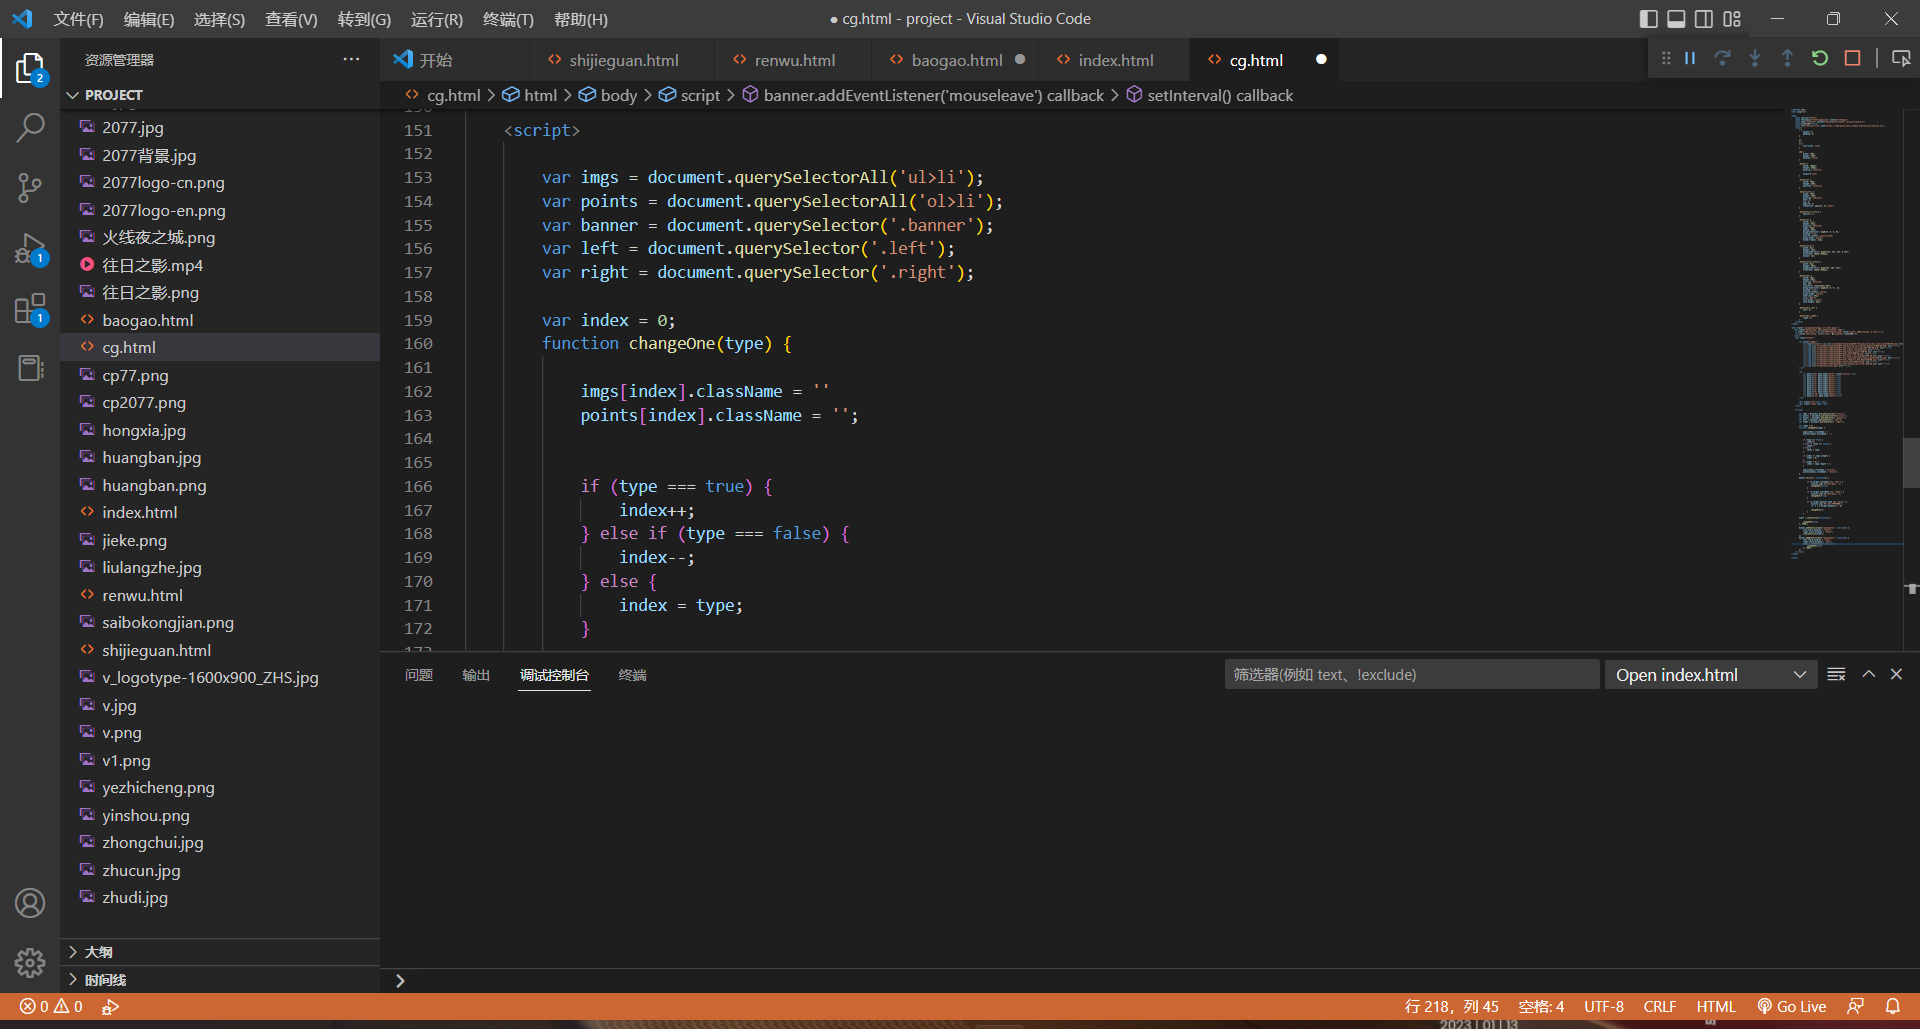 文件(F) 编辑(E) 选择(S) 查看(V) 转到(G) 运行(R) 终端(T) 帮助(H)
● cg.html - project - Visual Studio Code
资源管理器
PROJECT
2077.jpg
2077背景.jpg
2077logo-cn.png
2077logo-en.png
火线夜之城.png
往日之影.mp4
往日之影.png
baogao.html
cg.html
cp77.png
cp2077.png
hongxia.jpg
huangban.jpg
huangban.png
index.html
jieke.png
liulangzhe.jpg
renwu.html
saibokongjian.png
shijieguan.html
v_logotype-1600x900_ZHS.jpg
v.jpg
v.png
v1.png
yezhicheng.png
yinshou.png
zhongchui.jpg
zhucun.jpg
zhudi.jpg
大纲
时间线
2
1
1
开始 shijieguan.html renwu.html baogao.html index.html cg.html
cg.html > html > body > script > banner.addEventListener('mouseleave') callback > setInterval() callback
151 <script>
152
153 var imgs = document.querySelectorAll('ul>li');
154 var points = document.querySelectorAll('ol>li');
155 var banner = document.querySelector('.banner');
156 var left = document.querySelector('.left');
157 var right = document.querySelector('.right');
158
159 var index = 0;
160 function changeOne(type) {
161
162 imgs[index].className = ''
163 points[index].className = '';
164
165
166 if (type === true) {
167 index++;
168 } else if (type === false) {
169 index--;
170 } else {
171 index = type;
172 }
问题 输出 调试控制台 终端
筛选器(例如 text、!exclude)
Open index.html
0 0
行 218，列 45 空格: 4 UTF-8 CRLF HTML Go Live